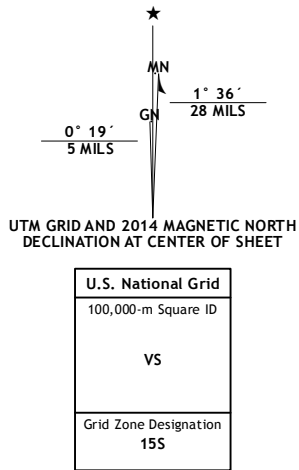 ★
MN
1° 36´
28 MILS
GN
0° 19´
5 MILS
UTM GRID AND 2014 MAGNETIC NORTH
DECLINATION AT CENTER OF SHEET
U.S. National Grid
100,000-m Square ID
VS
Grid Zone Designation
15S